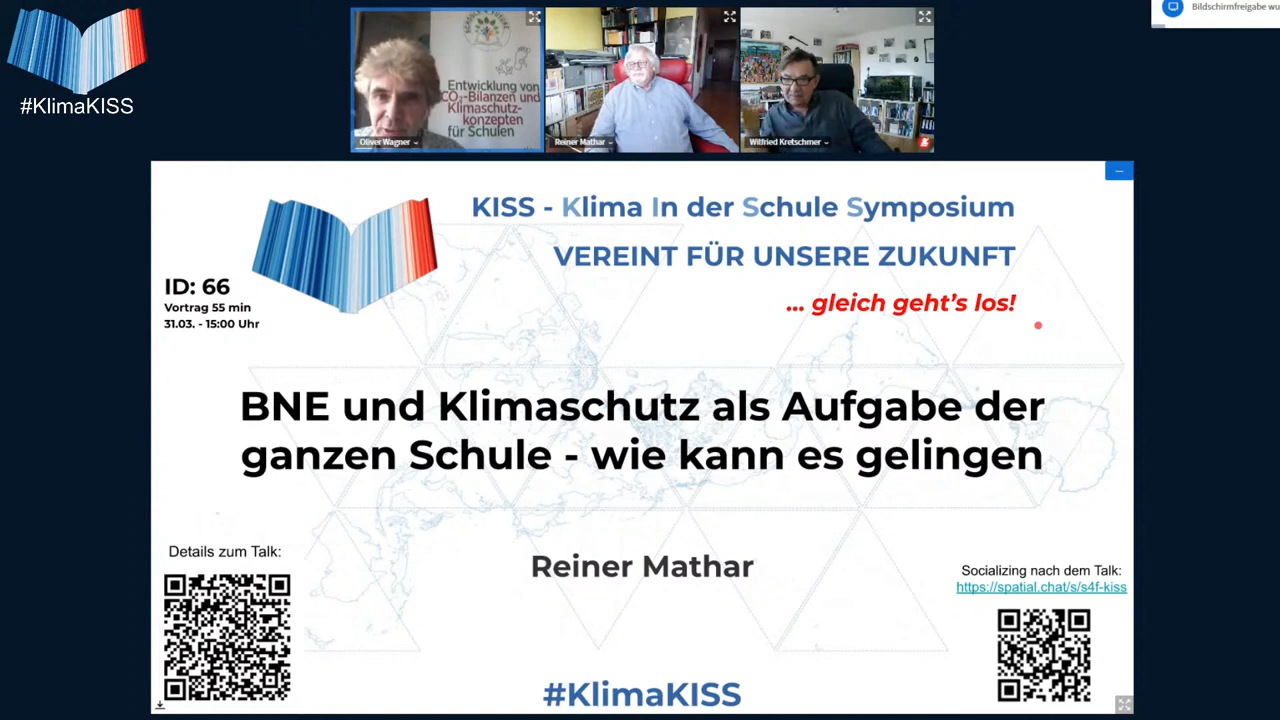 #KlimaKISS
Entwicklung von
CO₂-Bilanzen und
Klimaschutz-
konzepten
für Schulen
Oliver Wagner
Reiner Mathar
Wilfried Kretschmer
Bildschirmfreigabe wu
KISS - Klima In der Schule Symposium
VEREINT FÜR UNSERE ZUKUNFT
... gleich geht's los!
ID: 66
Vortrag 55 min
31.03. - 15:00 Uhr
BNE und Klimaschutz als Aufgabe der
ganzen Schule - wie kann es gelingen
Reiner Mathar
Details zum Talk:
Socializing nach dem Talk:
https://spatial.chat/s/s4f-kiss
#KlimaKISS